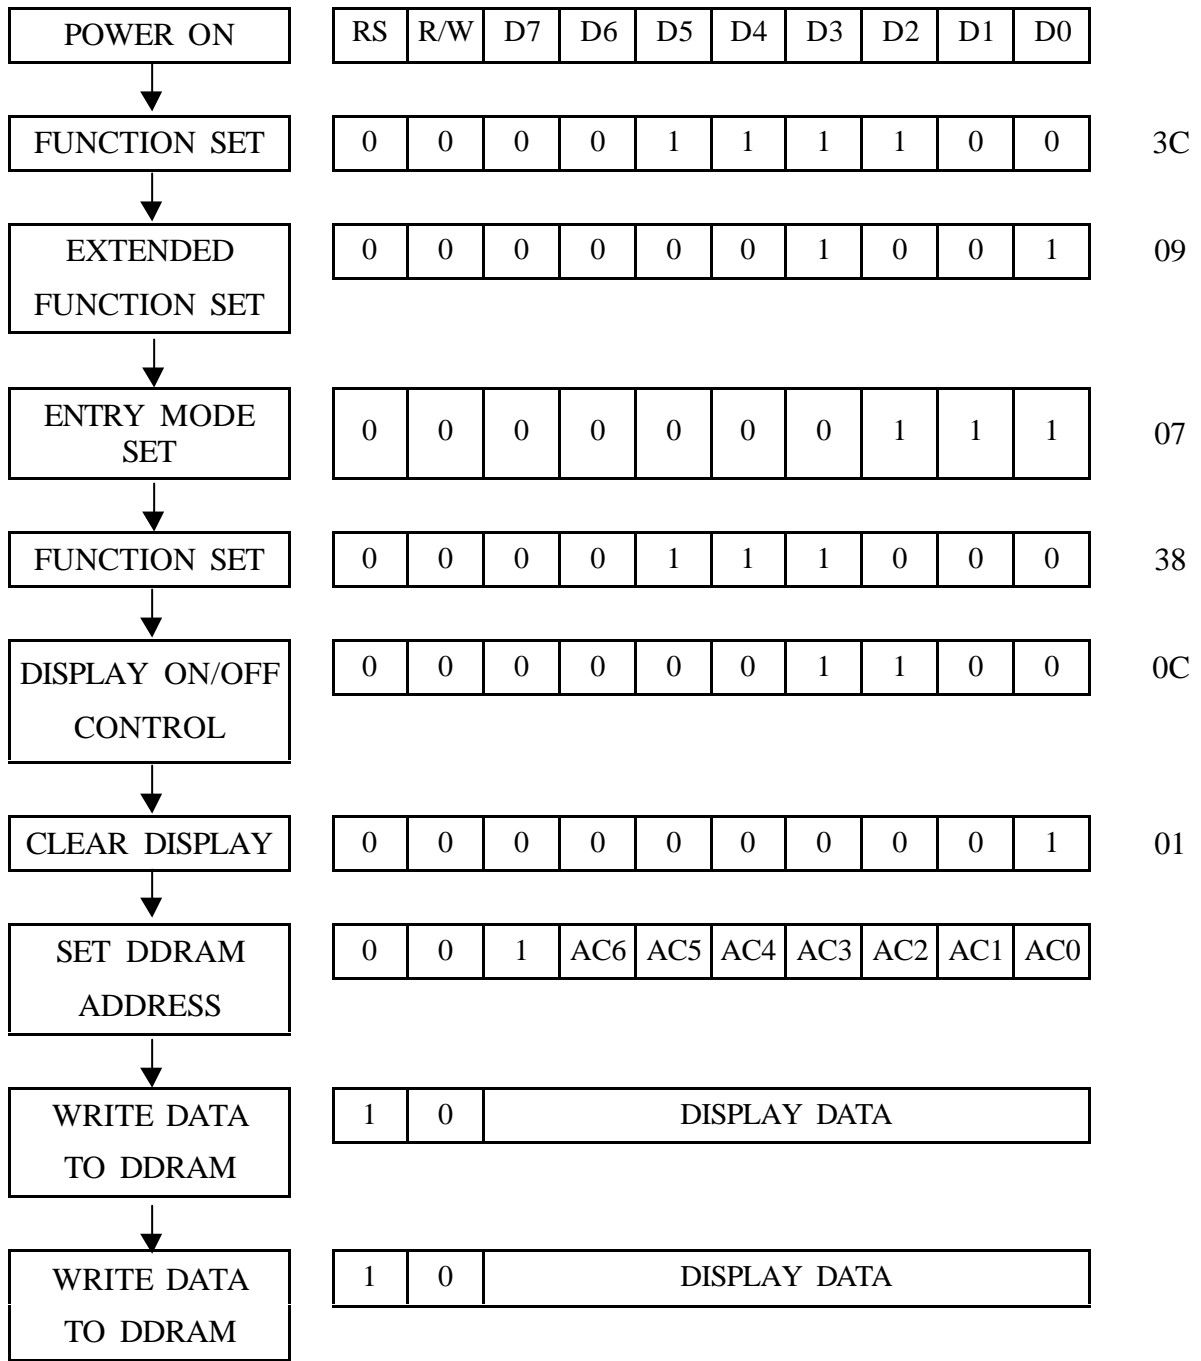 POWER ON RS R/W D7 D6 D5 D4 D3 D2 D1 D0
FUNCTION SET 0 0 0 0 1 1 1 1 0 0 3C
EXTENDED 0 0 0 0 0 0 1 0 0 1 09
FUNCTION SET
ENTRY MODE
SET 0 0 0 0 0 0 0 1 1 1 07
FUNCTION SET 0 0 0 0 1 1 1 0 0 0 38
DISPLAY ON/OFF 0 0 0 0 0 0 1 1 0 0 0C
CONTROL
CLEAR DISPLAY 0 0 0 0 0 0 0 0 0 1 01
SET DDRAM 0 0 1 AC6 AC5 AC4 AC3 AC2 AC1 AC0
ADDRESS
WRITE DATA 1 0 DISPLAY DATA
TO DDRAM
WRITE DATA 1 0 DISPLAY DATA
TO DDRAM